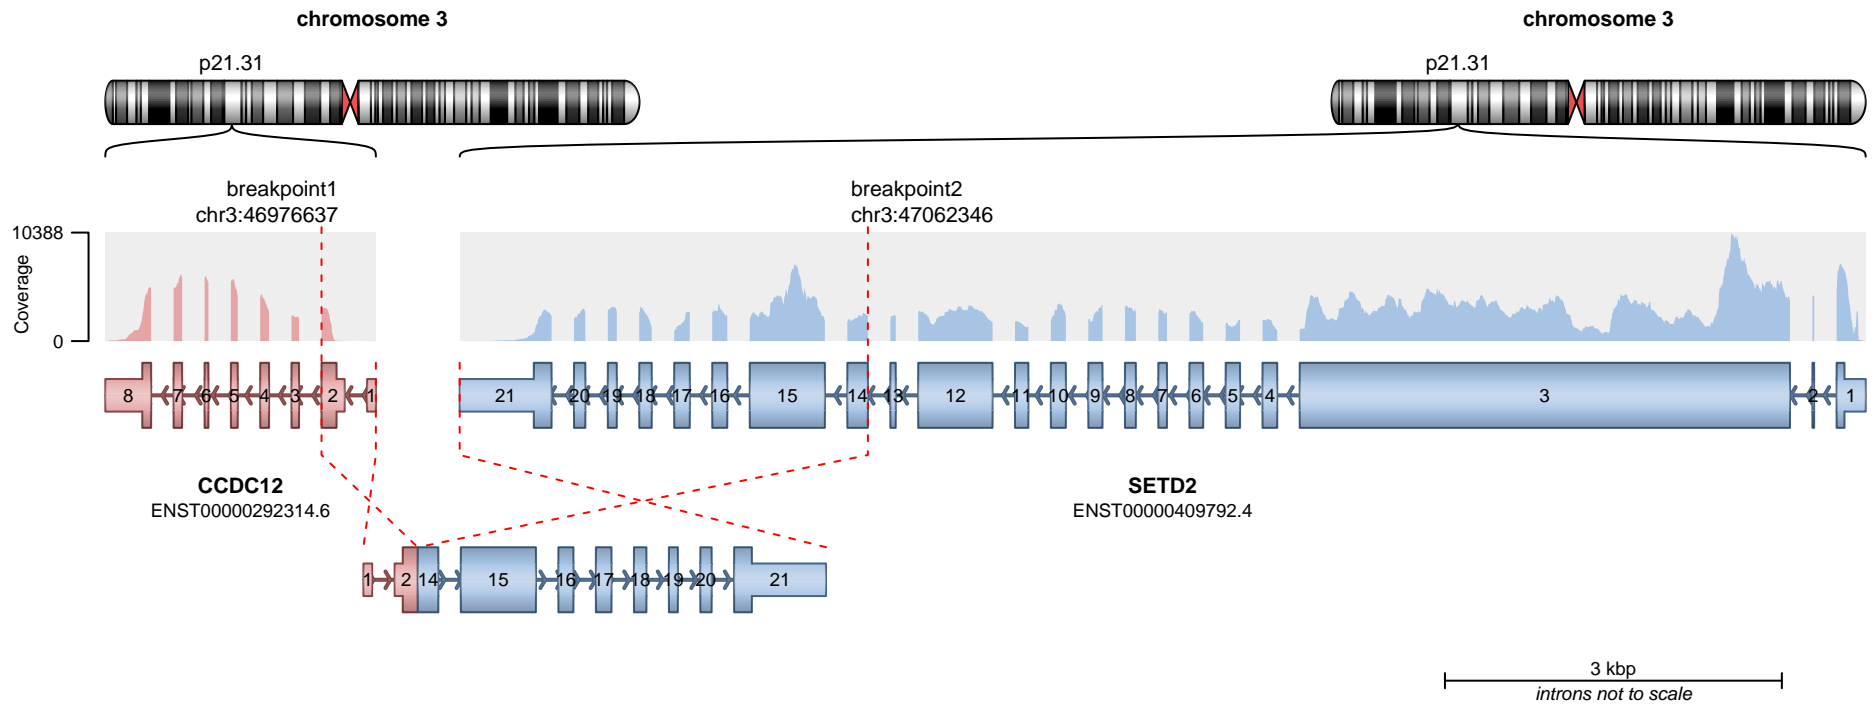 chromosome 3
chromosome 3
p21.31
p21.31
breakpoint1
chr3:46976637
breakpoint2
chr3:47062346
10388
Coverage
0
8 7 6 5 4 3 2 1
21 20 19 18 17 16 15 14 13 12 11 10 9 8 7 6 5 4 3 2 1
CCDC12
ENST00000292314.6
SETD2
ENST00000409792.4
1 2 14 15 16 17 18 19 20 21
3 kbp
introns not to scale